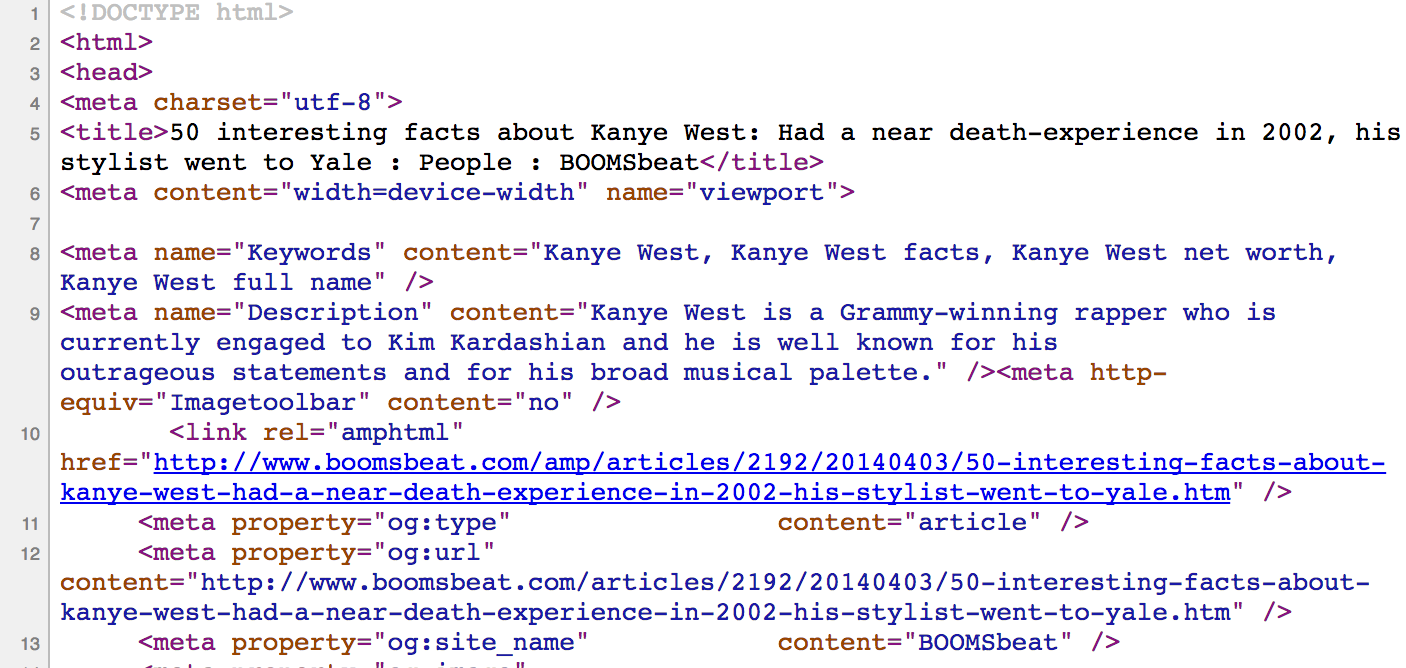 1 <!DOCTYPE html>
2 <html>
3 <head>
4 <meta charset="utf-8">
5 <title>50 interesting facts about Kanye West: Had a near death-experience in 2002, his
stylist went to Yale : People : BOOMSbeat</title>
6 <meta content="width=device-width" name="viewport">
7
8 <meta name="Keywords" content="Kanye West, Kanye West facts, Kanye West net worth,
Kanye West full name" />
9 <meta name="Description" content="Kanye West is a Grammy-winning rapper who is
currently engaged to Kim Kardashian and he is well known for his
outrageous statements and for his broad musical palette." /><meta http-
equiv="Imagetoolbar" content="no" />
10 <link rel="amphtml"
href="http://www.boomsbeat.com/amp/articles/2192/20140403/50-interesting-facts-about-
kanye-west-had-a-near-death-experience-in-2002-his-stylist-went-to-yale.htm" />
11 <meta property="og:type" content="article" />
12 <meta property="og:url"
content="http://www.boomsbeat.com/articles/2192/20140403/50-interesting-facts-about-
kanye-west-had-a-near-death-experience-in-2002-his-stylist-went-to-yale.htm" />
13 <meta property="og:site_name" content="BOOMSbeat" />
<meta property="og:image"